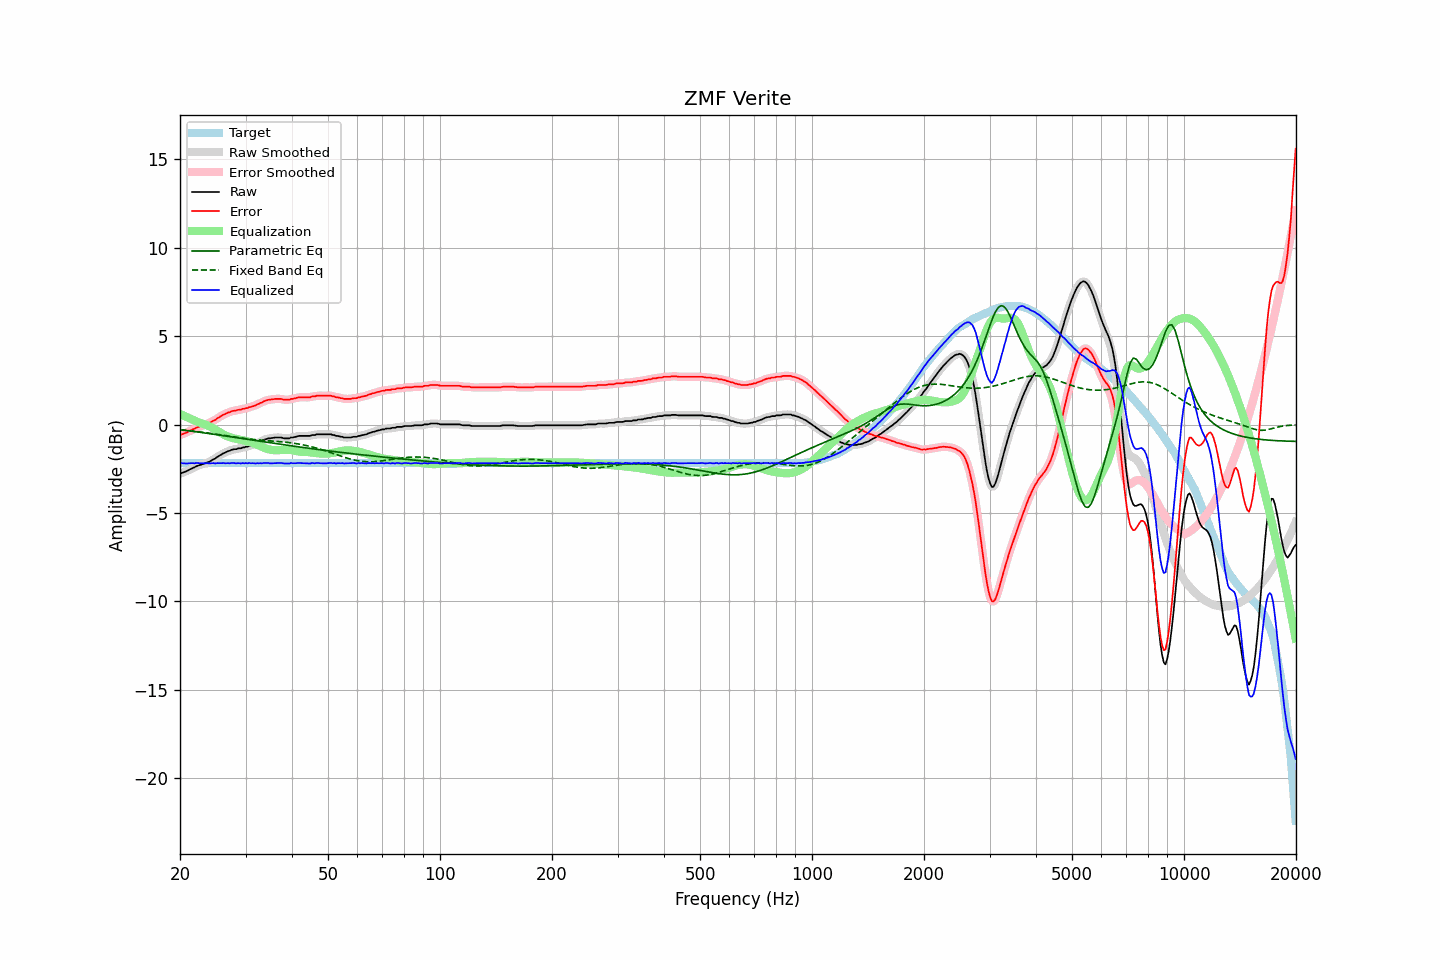 ZMF Verite
Target
Raw Smoothed
Error Smoothed
Raw
Error
Equalization
Parametric Eq
Fixed Band Eq
Equalized
Amplitude (dBr)
15
10
5
0
−5
−10
−15
−20
20
50
100
200
500
1000
2000
5000
10000
20000
Frequency (Hz)